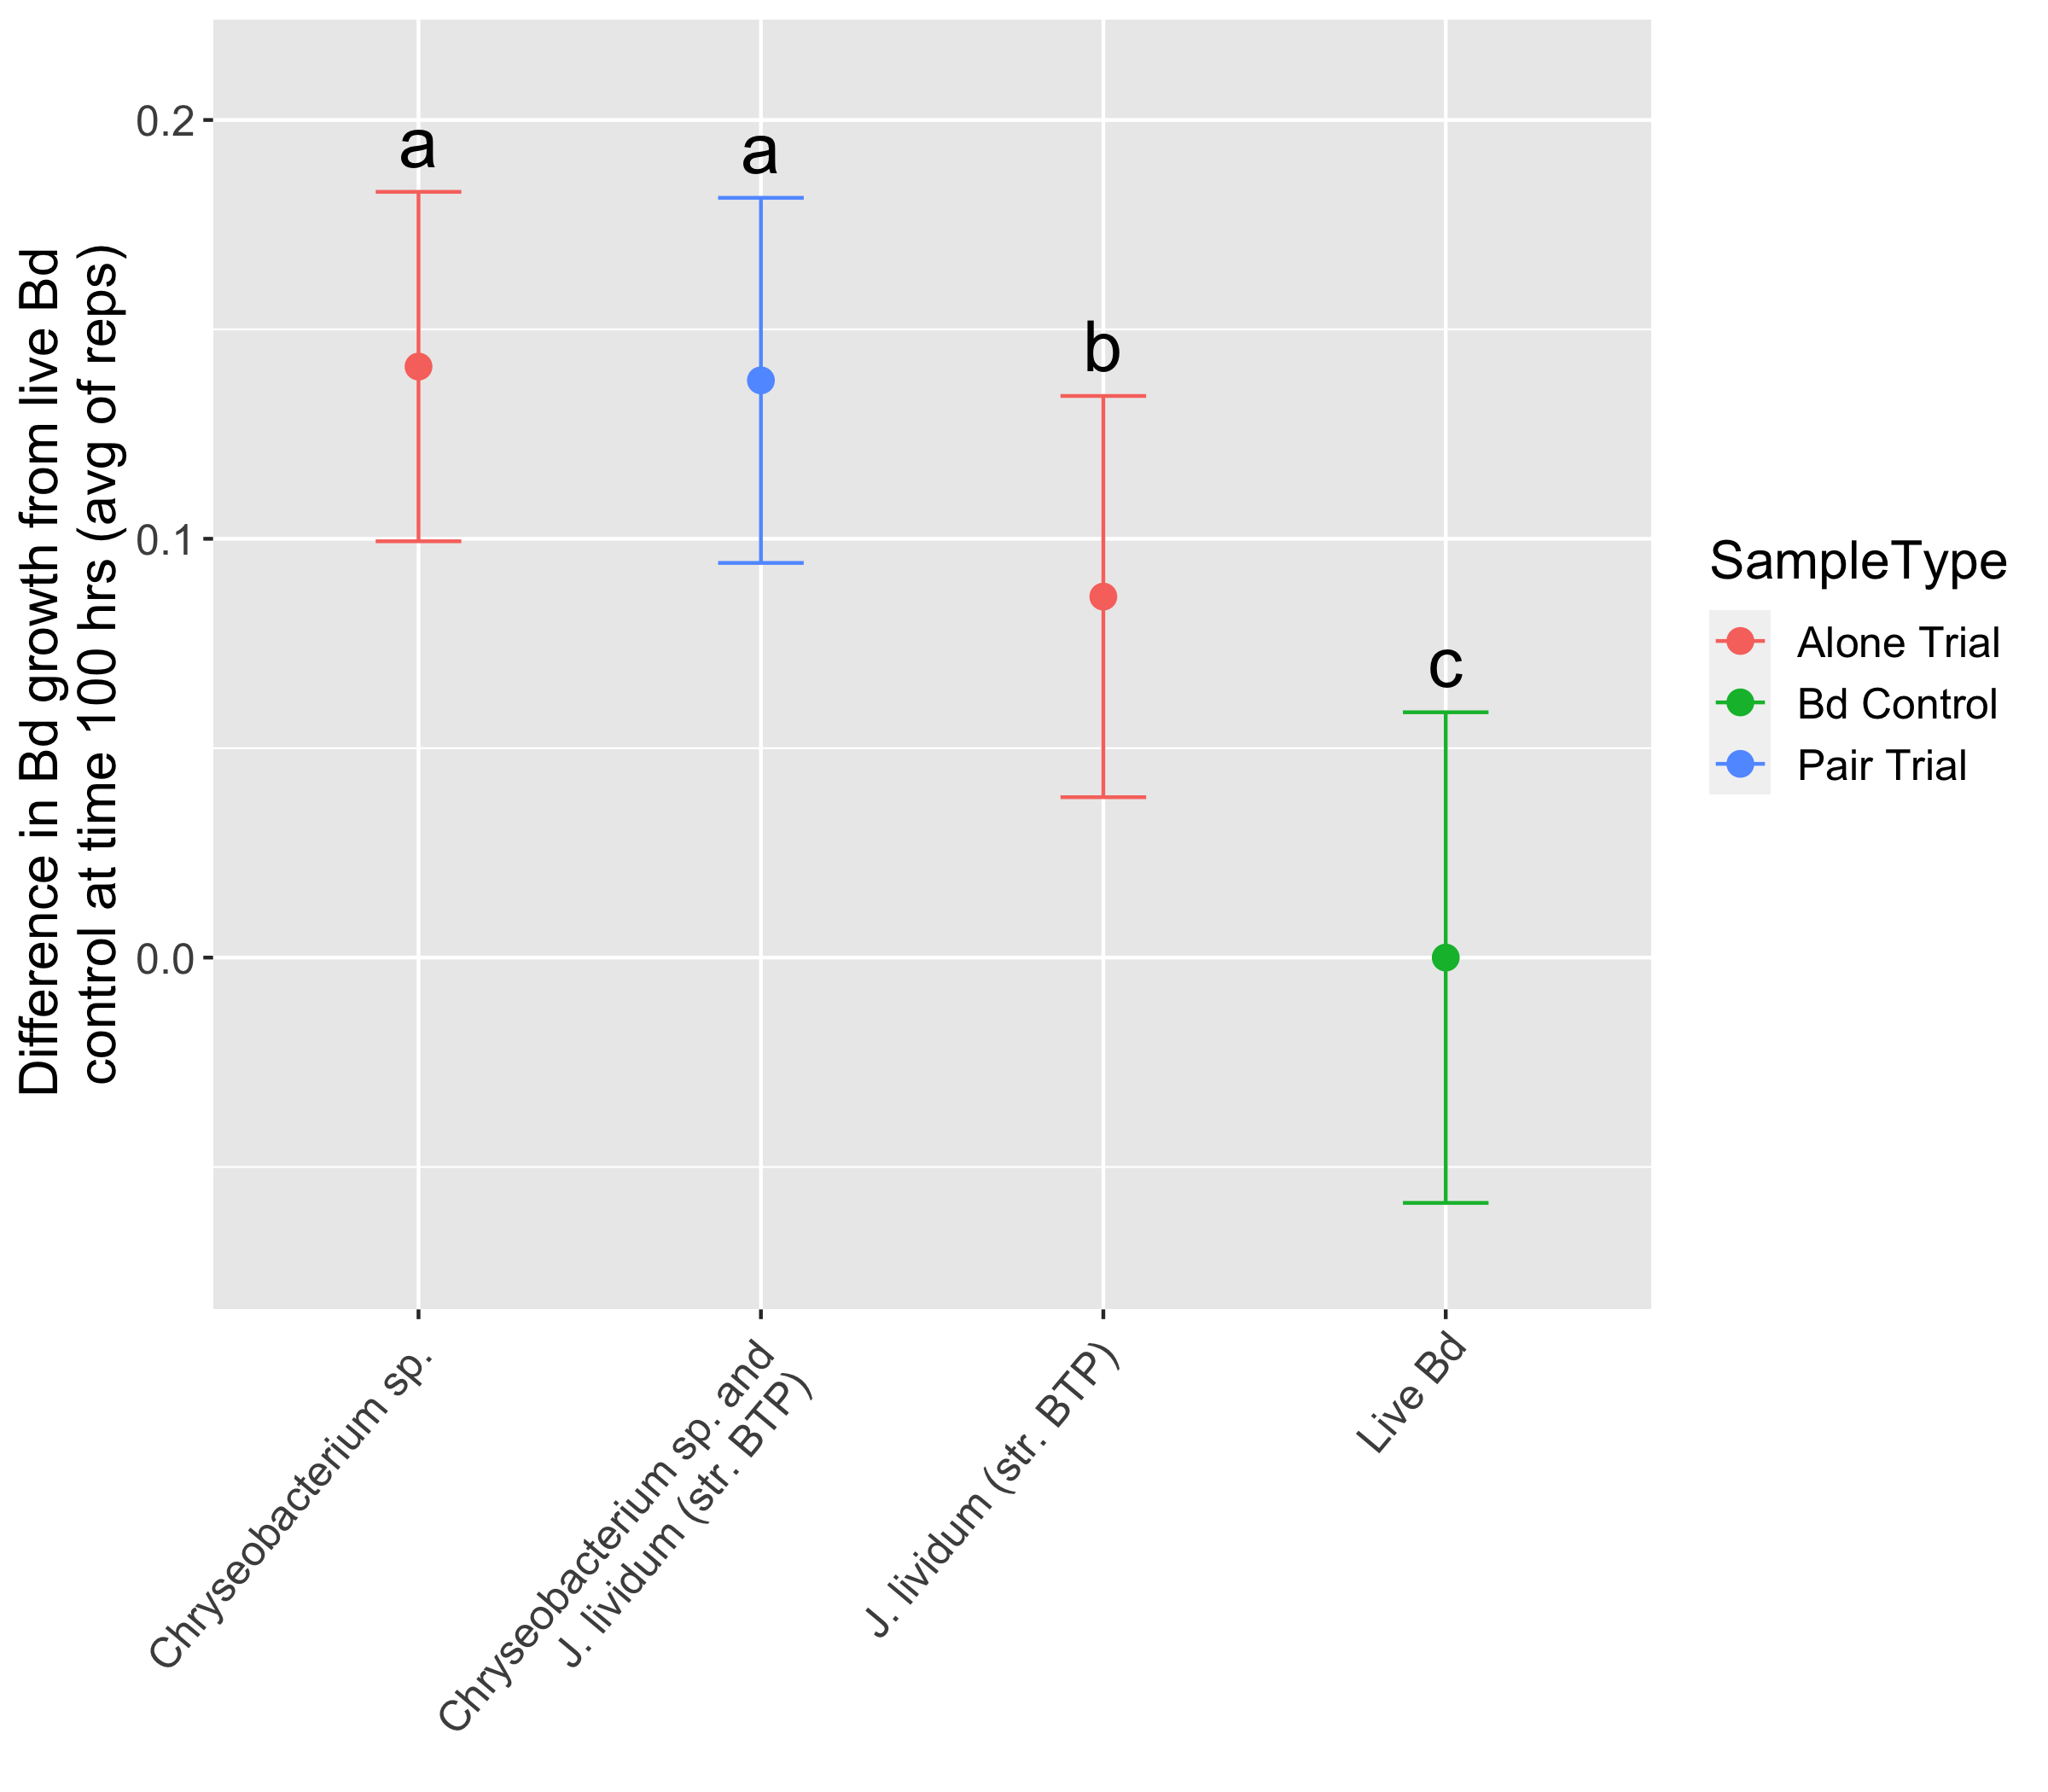 Difference in Bd growth from live Bd
control at time 100 hrs (avg of reps)
0.2
0.1
0.0
a
a
b
c
Chryseobacterium sp.
Chryseobacterium sp. and
J. lividum (str. BTP)
J. lividum (str. BTP)
Live Bd
SampleType
Alone Trial
Bd Control
Pair Trial